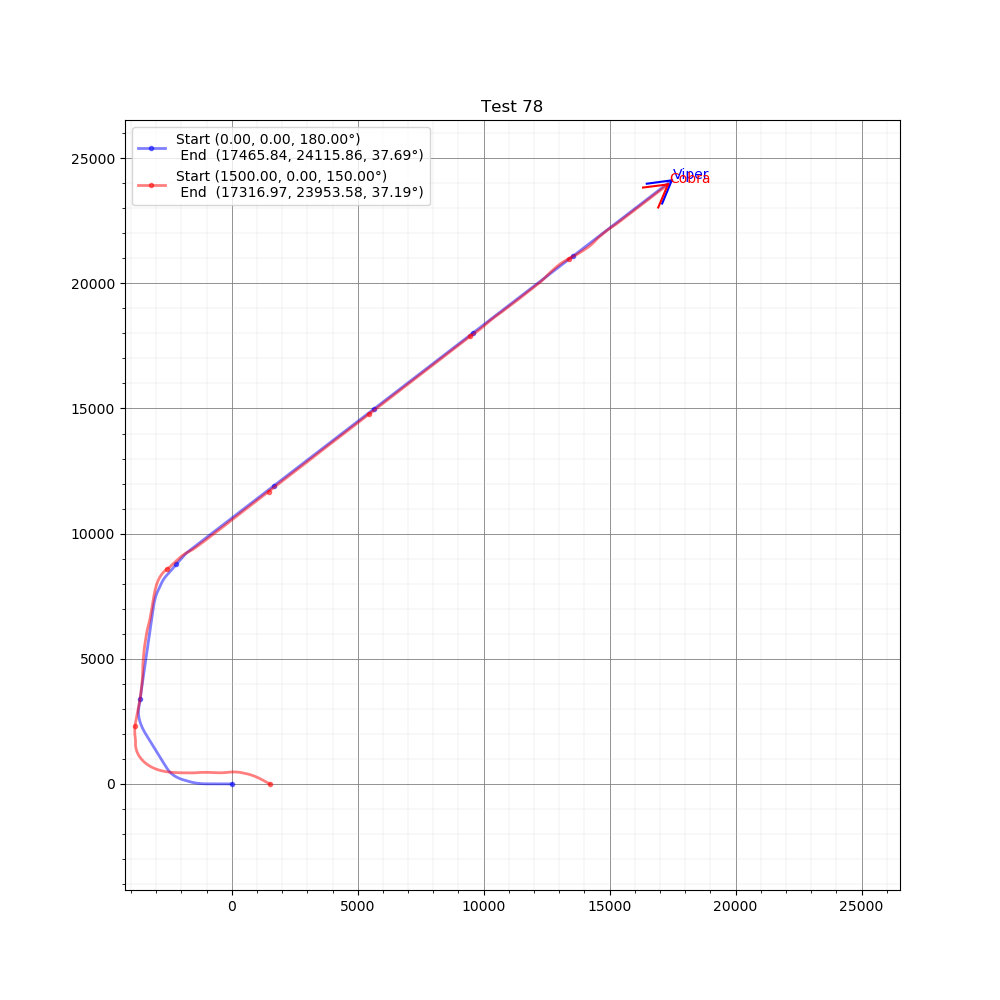 Test 78
Start (0.00, 0.00, 180.00°)
End (17465.84, 24115.86, 37.69°)
Start (1500.00, 0.00, 150.00°)
End (17316.97, 23953.58, 37.19°)
Viper
Cobra
25000
20000
15000
10000
5000
0
0 5000 10000 15000 20000 25000